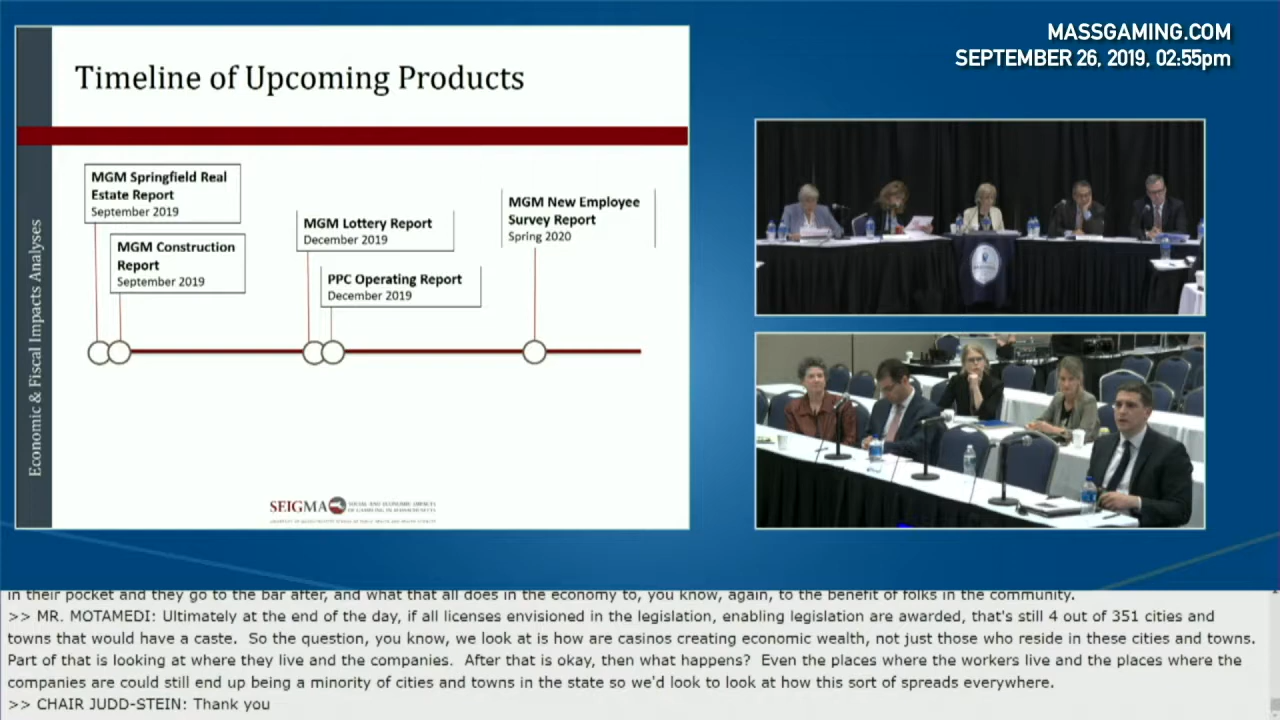 MASSGAMING.COM
SEPTEMBER 26, 2019, 02:55pm
Timeline of Upcoming Products
Economic & Fiscal Impacts Analyses
MGM Springfield Real
Estate Report
September 2019
MGM Construction
Report
September 2019
MGM Lottery Report
December 2019
PPC Operating Report
December 2019
MGM New Employee
Survey Report
Spring 2020
SEIGMA
SOCIAL AND ECONOMIC IMPACTS
OF GAMBLING IN MASSACHUSETTS
in their pocket and they go to the bar after, and what that all does in the economy to, you know, again, to the benefit of folks in the community.
>> MR. MOTAMEDI: Ultimately at the end of the day, if all licenses envisioned in the legislation, enabling legislation are awarded, that's still 4 out of 351 cities and
towns that would have a caste.  So the question, you know, we look at is how are casinos creating economic wealth, not just those who reside in these cities and towns.
Part of that is looking at where they live and the companies.  After that is okay, then what happens?  Even the places where the workers live and the places where the
companies are could still end up being a minority of cities and towns in the state so we'd look to look at how this sort of spreads everywhere.
>> CHAIR JUDD-STEIN: Thank you